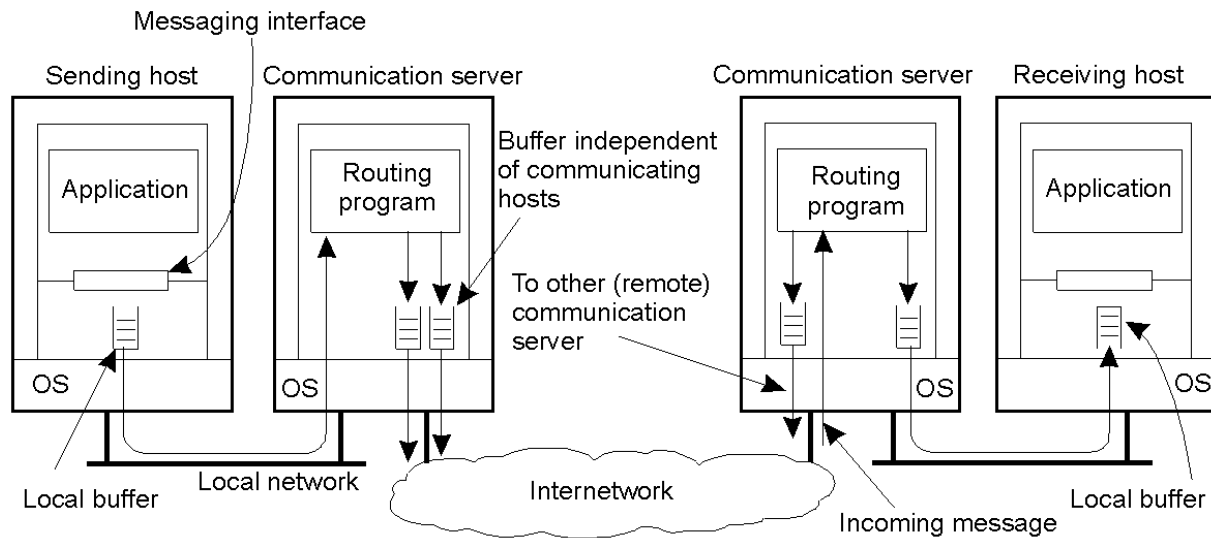 Messaging interface
Sending host
Communication server
Communication server
Receiving host
Application
Routing
program
Buffer independent
of communicating
hosts
Routing
program
Application
To other (remote)
communication
server
OS
OS
OS
OS
Local buffer
Local network
Internetwork
Incoming message
Local buffer